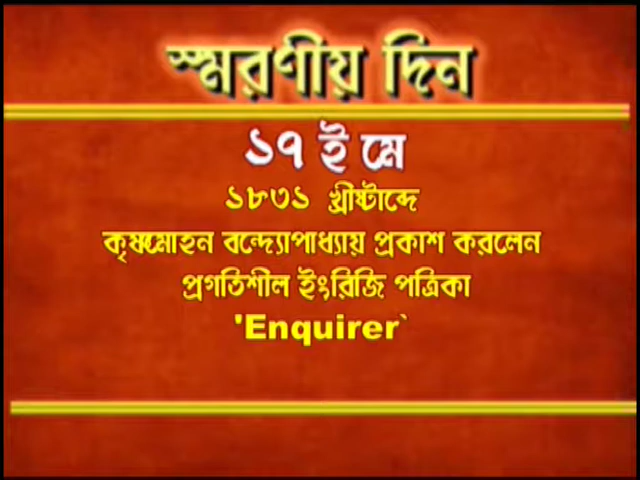 স্মরণীয় দিন
১৭ ই মে
১৮৩১ খ্রীষ্টাব্দে
কৃষ্ণমোহন বন্দ্যোপাধ্যায় প্রকাশ করলেন
প্রগতিশীল ইংরিজি পত্রিকা
'Enquirer`